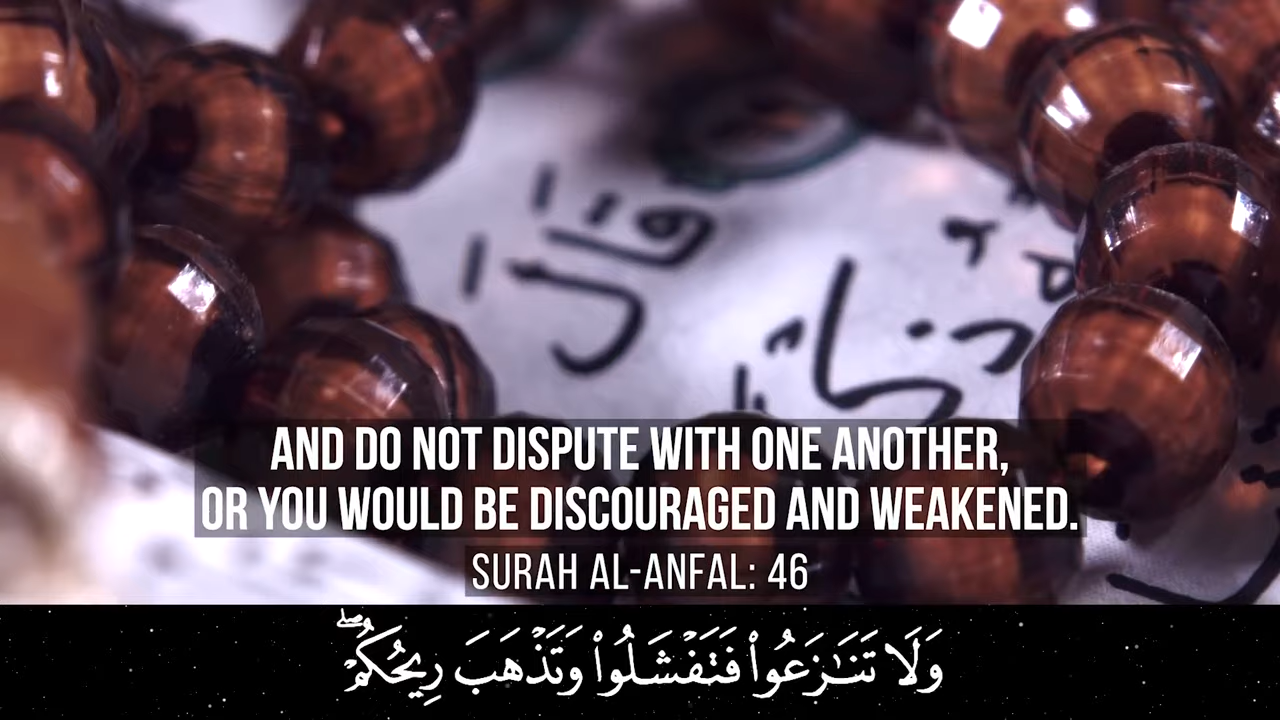 AND DO NOT DISPUTE WITH ONE ANOTHER,
OR YOU WOULD BE DISCOURAGED AND WEAKENED.
SURAH AL-ANFAL: 46
وَلَا تَنَـٰزَعُوا۟ فَتَفْشَلُوا۟ وَتَذْهَبَ رِيحُكُمْ ۖ